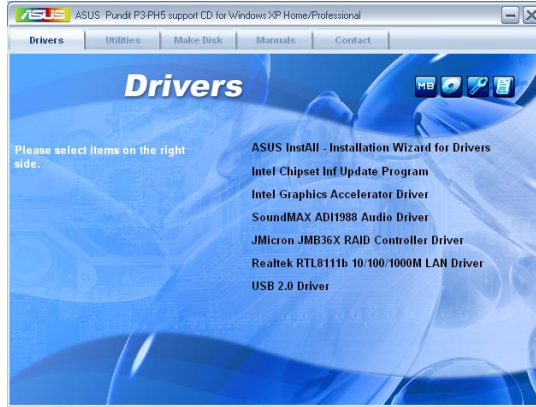 ASUS ASUS Pundit P3-PH5 support CD for Windows XP Home/Professional
Drivers Utilities Make Disk Manuals Contact
Drivers
MB
Please select items on the right
side.
ASUS InstAll - Installation Wizard for Drivers
Intel Chipset Inf Update Program
Intel Graphics Accelerator Driver
SoundMAX ADI1988 Audio Driver
JMicron JMB36X RAID Controller Driver
Realtek RTL8111b 10/100/1000M LAN Driver
USB 2.0 Driver